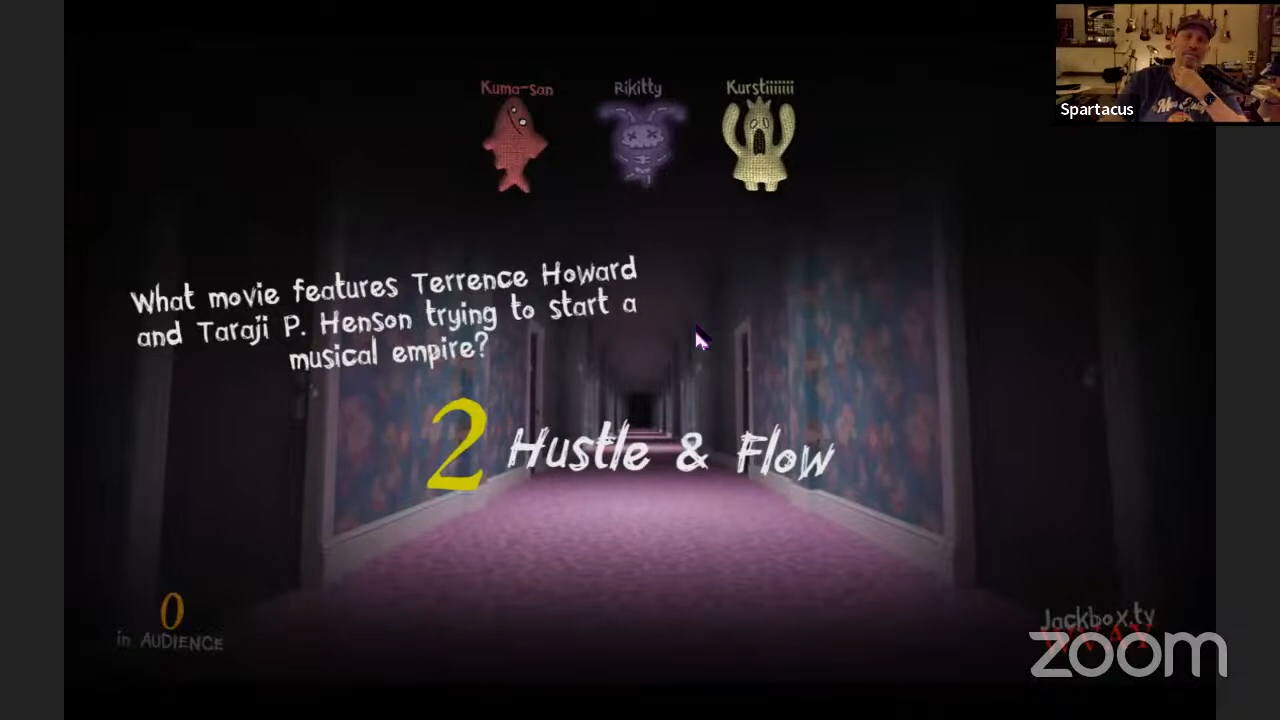 Kuma-san
Rikitty
Kurstiiiiiii
Spartacus
What movie features Terrence Howard
and Taraji P. Henson trying to start a
musical empire?
2 Hustle & Flow
0
in AUDIENCE
Jackbox.tv
zoom